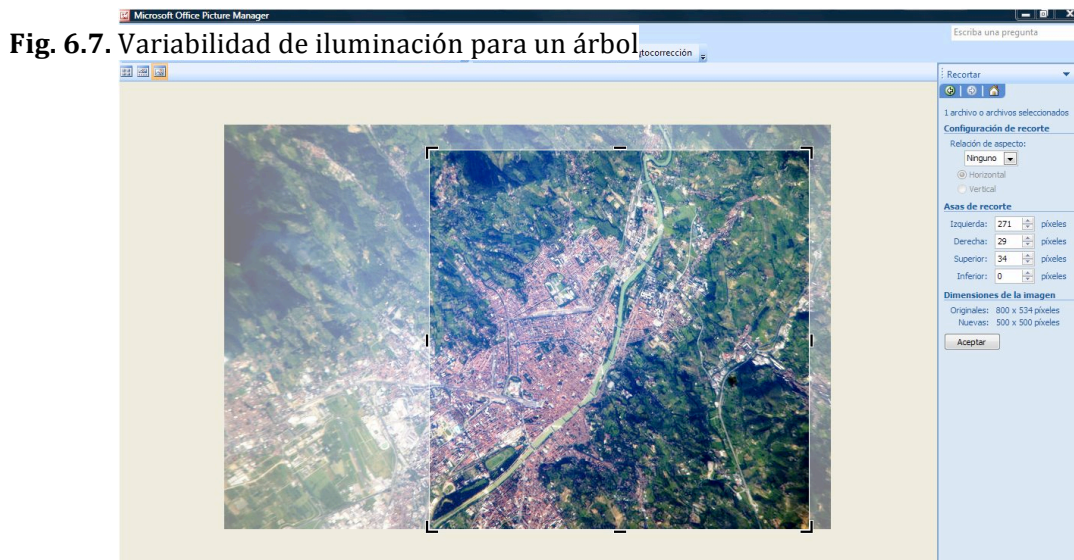 Microsoft Office Picture Manager
Escriba una pregunta
Fig. 6.7. Variabilidad de iluminación para un árbol
tocorrección
Recortar
1 archivo o archivos seleccionados
Configuración de recorte
Relación de aspecto:
Ninguno
Horizontal
Vertical
Asas de recorte
Izquierda: 271 píxeles
Derecha: 29 píxeles
Superior: 34 píxeles
Inferior: 0 píxeles
Dimensiones de la imagen
Originales: 800 x 534 píxeles
Nuevas: 500 x 500 píxeles
Aceptar